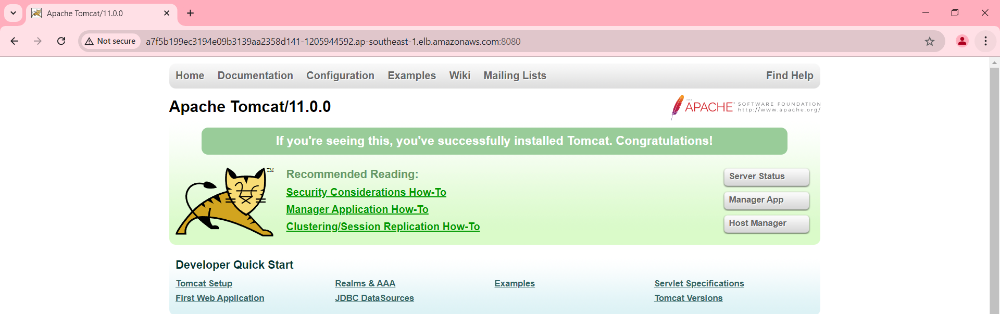 Apache Tomcat/11.0.0
Not secure a7f5b199ec3194e09b3139aa2358d141-1205944592.ap-southeast-1.elb.amazonaws.com:8080
Home Documentation Configuration Examples Wiki Mailing Lists Find Help
Apache Tomcat/11.0.0
THE
APACHE® SOFTWARE FOUNDATION
http://www.apache.org/
If you're seeing this, you've successfully installed Tomcat. Congratulations!
TM
Recommended Reading:
Security Considerations How-To
Manager Application How-To
Clustering/Session Replication How-To
Server Status
Manager App
Host Manager
Developer Quick Start
Tomcat Setup
First Web Application
Realms & AAA
JDBC DataSources
Examples
Servlet Specifications
Tomcat Versions